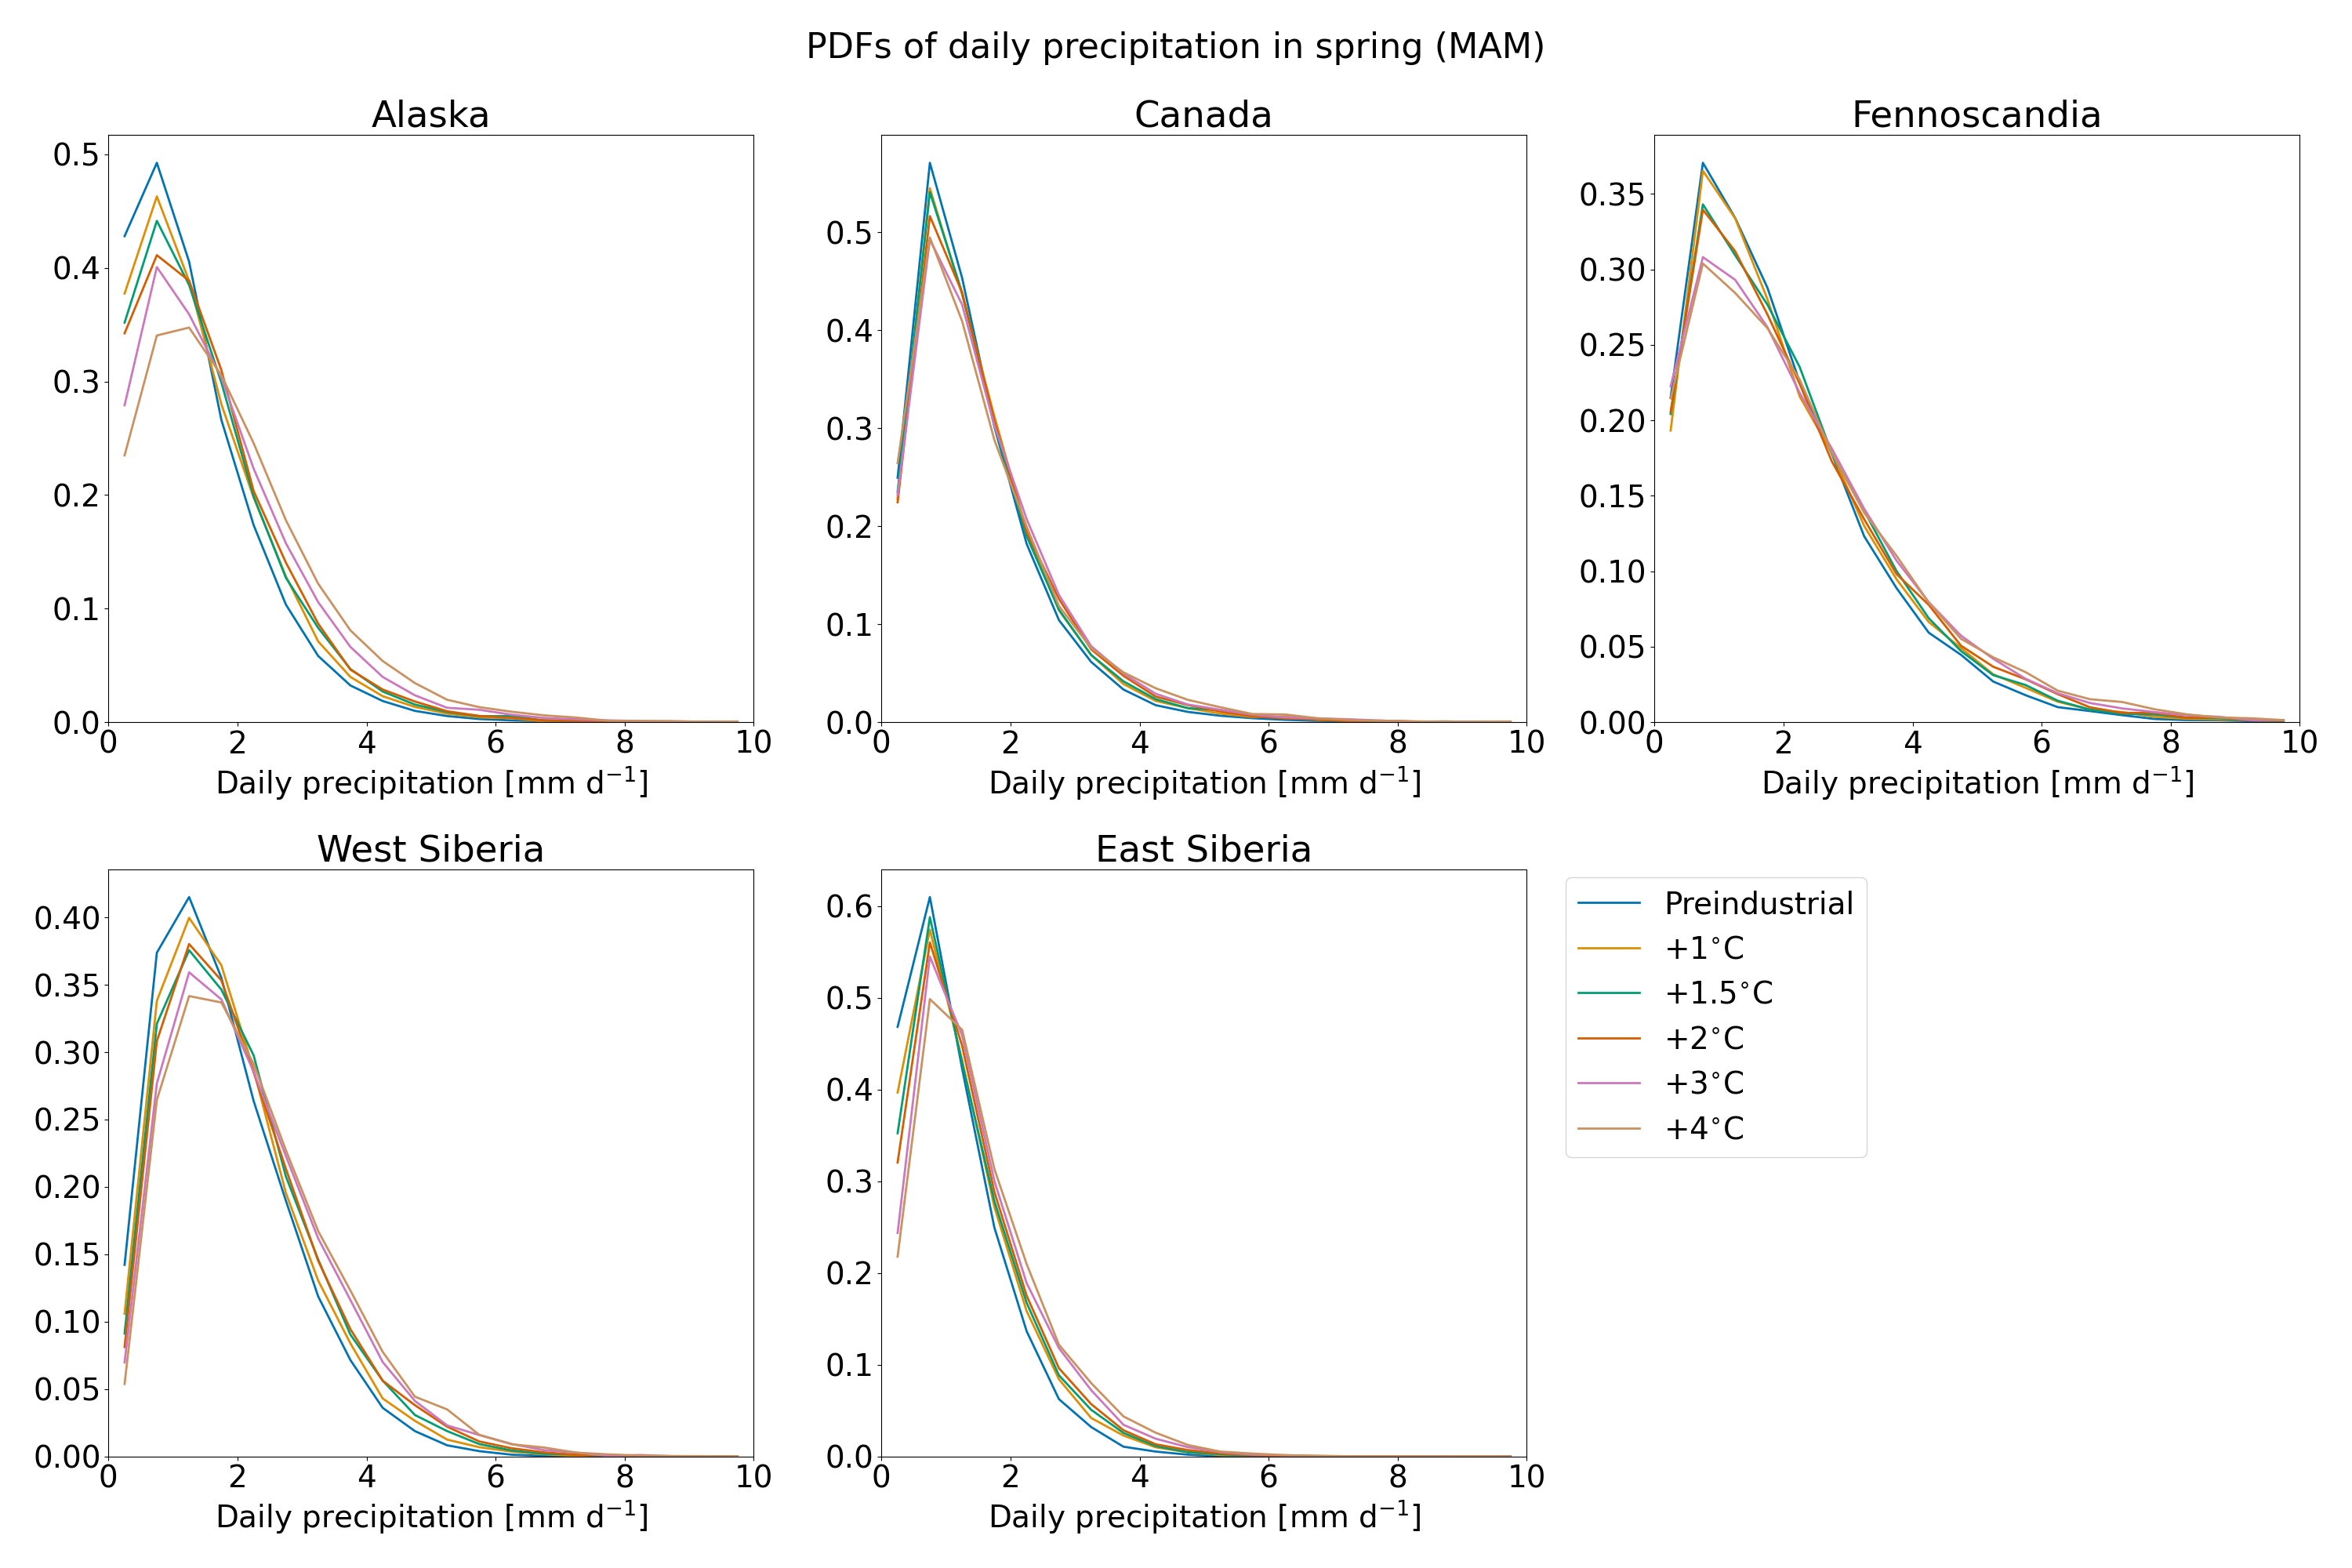 PDFs of daily precipitation in spring (MAM)
Alaska
0.5
0.4
0.3
0.2
0.1
0.0
0 2 4 6 8 10
Daily precipitation [mm d⁻¹]
Canada
0.5
0.4
0.3
0.2
0.1
0.0
0 2 4 6 8 10
Daily precipitation [mm d⁻¹]
Fennoscandia
0.35
0.30
0.25
0.20
0.15
0.10
0.05
0.00
0 2 4 6 8 10
Daily precipitation [mm d⁻¹]
West Siberia
0.40
0.35
0.30
0.25
0.20
0.15
0.10
0.05
0.00
0 2 4 6 8 10
Daily precipitation [mm d⁻¹]
East Siberia
0.6
0.5
0.4
0.3
0.2
0.1
0.0
0 2 4 6 8 10
Daily precipitation [mm d⁻¹]
Preindustrial
+1°C
+1.5°C
+2°C
+3°C
+4°C